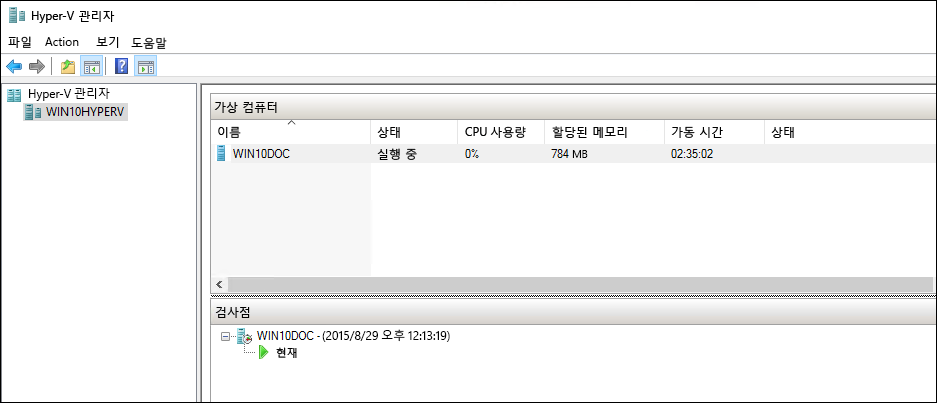 Hyper-V 관리자
파일 Action 보기 도움말
Hyper-V 관리자
WIN10HYPERV
가상 컴퓨터
이름 상태 CPU 사용량 할당된 메모리 가동 시간 상태
WIN10DOC 실행 중 0% 784 MB 02:35:02
검사점
WIN10DOC - (2015/8/29 오후 12:13:19)
현재